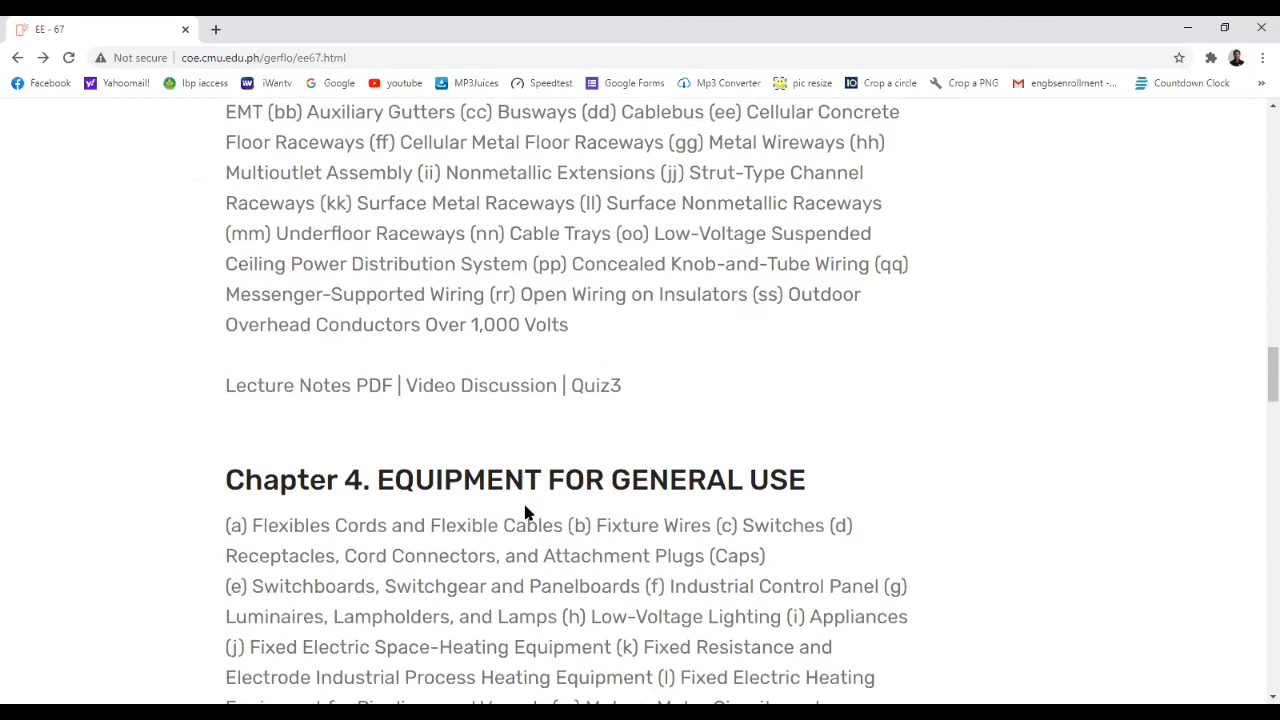 EE - 67
Not secure
coe.cmu.edu.ph/gerflo/ee67.html
Facebook
Yahoomail!
lbp iaccess
iWantv
Google
youtube
MP3Juices
Speedtest
Google Forms
Mp3 Converter
pic resize
Crop a circle
Crop a PNG
engbsenrollment -...
Countdown Clock
EMT (bb) Auxiliary Gutters (cc) Busways (dd) Cablebus (ee) Cellular Concrete
Floor Raceways (ff) Cellular Metal Floor Raceways (gg) Metal Wireways (hh)
Multioutlet Assembly (ii) Nonmetallic Extensions (jj) Strut-Type Channel
Raceways (kk) Surface Metal Raceways (ll) Surface Nonmetallic Raceways
(mm) Underfloor Raceways (nn) Cable Trays (oo) Low-Voltage Suspended
Ceiling Power Distribution System (pp) Concealed Knob-and-Tube Wiring (qq)
Messenger-Supported Wiring (rr) Open Wiring on Insulators (ss) Outdoor
Overhead Conductors Over 1,000 Volts
Lecture Notes PDF | Video Discussion | Quiz3
Chapter 4. EQUIPMENT FOR GENERAL USE
(a) Flexibles Cords and Flexible Cables (b) Fixture Wires (c) Switches (d)
Receptacles, Cord Connectors, and Attachment Plugs (Caps)
(e) Switchboards, Switchgear and Panelboards (f) Industrial Control Panel (g)
Luminaires, Lampholders, and Lamps (h) Low-Voltage Lighting (i) Appliances
(j) Fixed Electric Space-Heating Equipment (k) Fixed Resistance and
Electrode Industrial Process Heating Equipment (l) Fixed Electric Heating